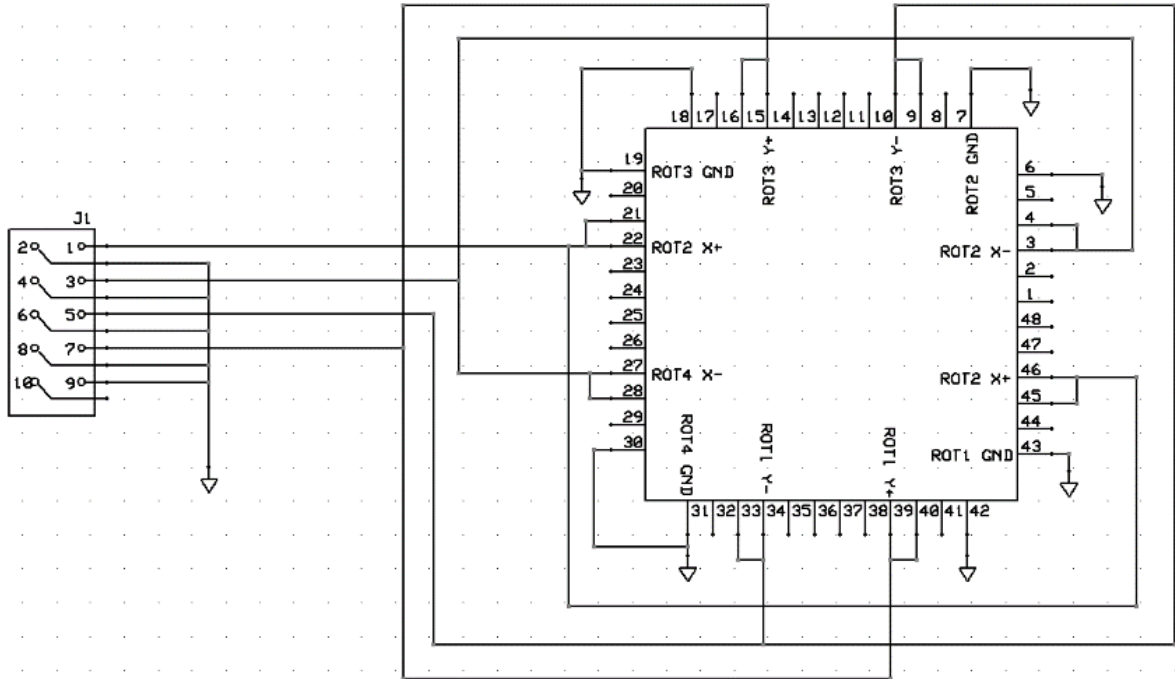 J1
2 1
4 3
6 5
8 7
10 9
18 17 16 15 14 13 12 11 10 9 8 7
ROT3 Y+
ROT3 Y-
ROT2 GND
19
ROT3 GND
20
21
22
ROT2 X+
23
24
25
26
27
ROT4 X-
28
29
30
6
5
4
3
ROT2 X-
2
1
48
47
46
ROT2 X+
45
44
43
ROT1 GND
ROT4 GND
ROT1 Y-
ROT1 Y+
31 32 33 34 35 36 37 38 39 40 41 42